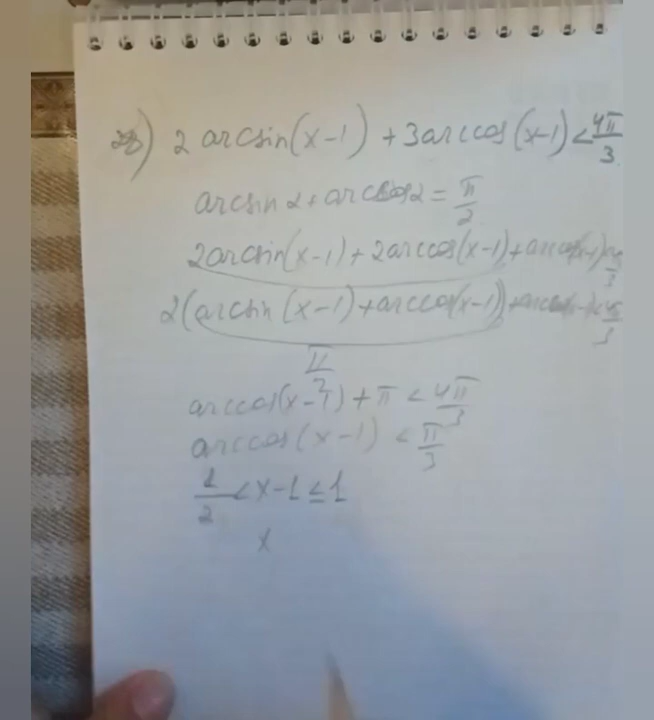 28) 2 arcsin(x-1) + 3arccos(x-1) < 4π/3
arcsin α + arccos α = π/2
2arcsin(x-1) + 2arccos(x-1) + arccos(x-1) < 4π/3
2(arcsin(x-1) + arccos(x-1)) + arccos(x-1) < 4π/3
π/2
arccos(x-1) + π < 4π/3
arccos(x-1) < π/3
1/2 < x-1 ≤ 1
x